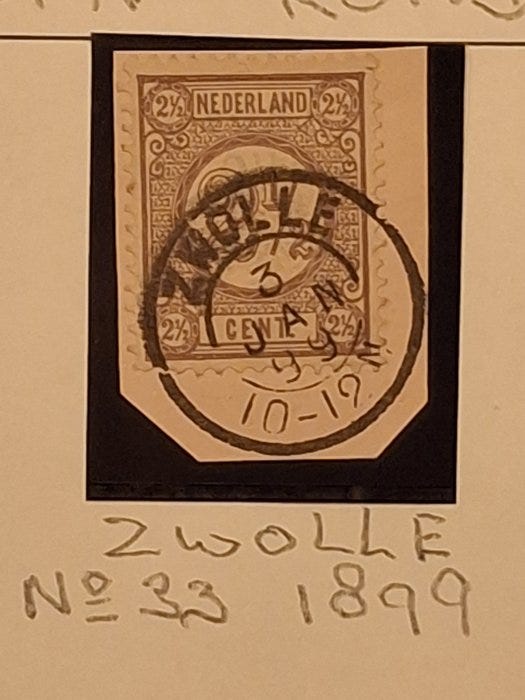 2½ NEDERLAND 2½
ZWOLLE
3
JAN
99
10-12
2½ CENT 2½
ZWOLLE
Nº 33 1899